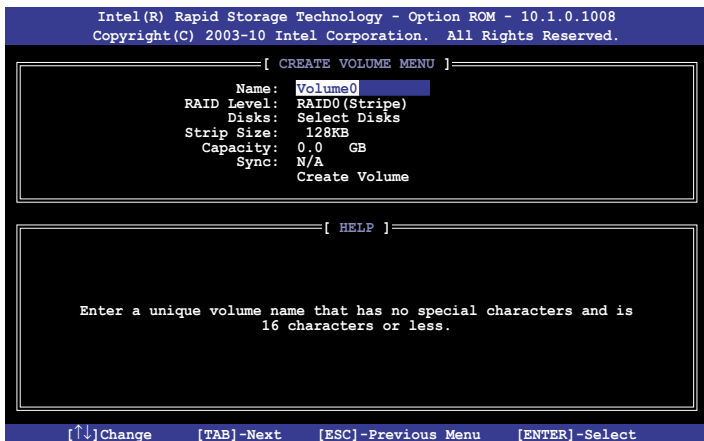 Intel(R) Rapid Storage Technology - Option ROM - 10.1.0.1008
Copyright(C) 2003-10 Intel Corporation. All Rights Reserved.
[ CREATE VOLUME MENU ]
Name: Volume0
RAID Level: RAID0(Stripe)
Disks: Select Disks
Strip Size: 128KB
Capacity: 0.0 GB
Sync: N/A
Create Volume
[ HELP ]
Enter a unique volume name that has no special characters and is
16 characters or less.
[↑↓]Change [TAB]-Next [ESC]-Previous Menu [ENTER]-Select